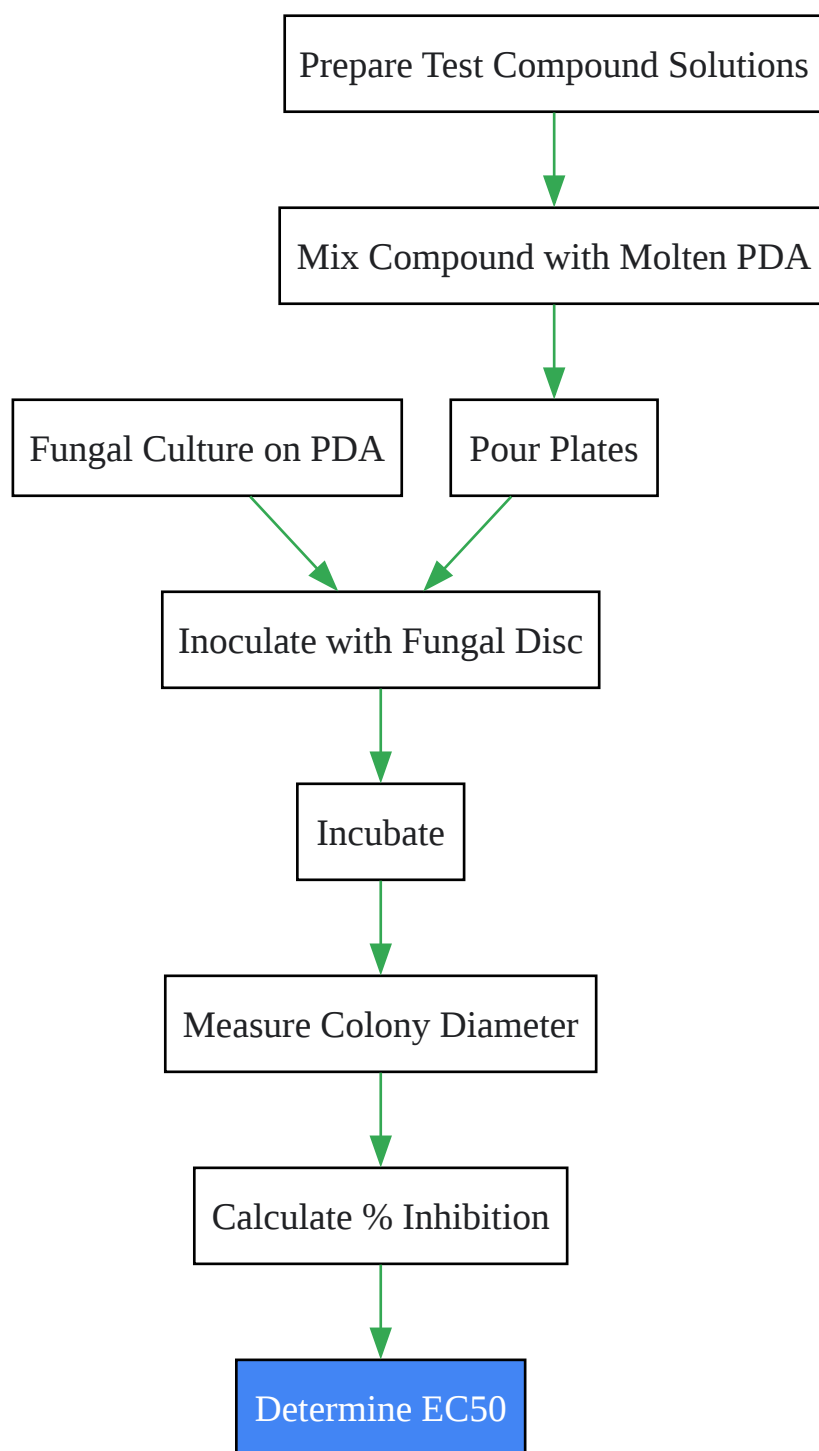 Prepare Test Compound Solutions
Mix Compound with Molten PDA
Fungal Culture on PDA
Pour Plates
Inoculate with Fungal Disc
Incubate
Measure Colony Diameter
Calculate % Inhibition
Determine EC50